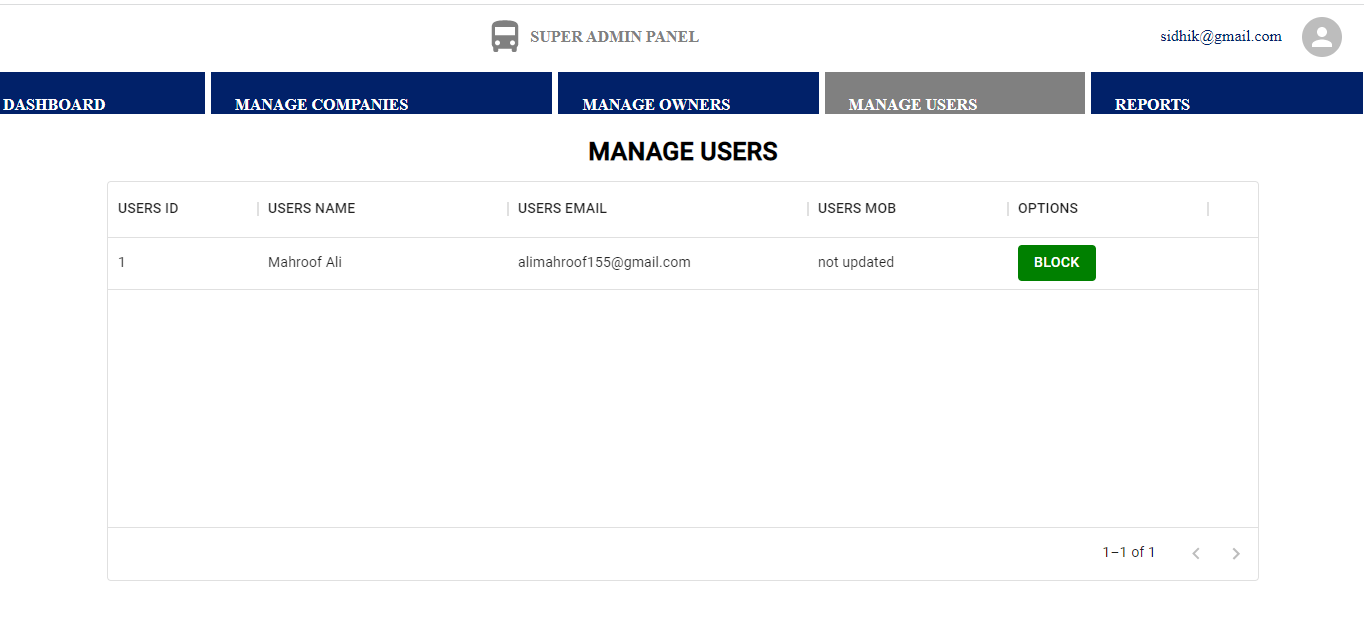 SUPER ADMIN PANEL
sidhik@gmail.com
DASHBOARD MANAGE COMPANIES MANAGE OWNERS MANAGE USERS REPORTS
MANAGE USERS
USERS ID USERS NAME USERS EMAIL USERS MOB OPTIONS
1 Mahroof Ali alimahroof155@gmail.com not updated BLOCK
1–1 of 1